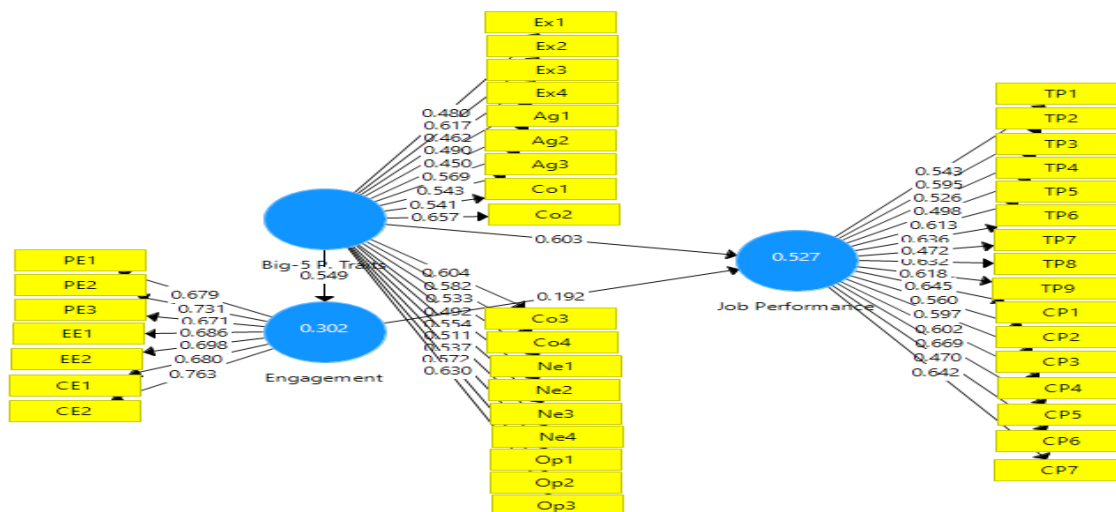 Ex1
Ex2
Ex3
Ex4
Ag1
Ag2
Ag3
Co1
Co2
0.480
0.617
0.462
0.490
0.450
0.569
0.543
0.541
0.657
Big-5 P. Traits
0.549
0.603
0.192
PE1
PE2
PE3
EE1
EE2
CE1
CE2
0.679
0.731
0.671
0.686
0.698
0.680
0.763
0.302
Engagement
0.604
0.582
0.533
0.492
0.554
0.511
0.537
0.572
0.630
Co3
Co4
Ne1
Ne2
Ne3
Ne4
Op1
Op2
Op3
0.527
Job Performance
0.543
0.595
0.526
0.498
0.613
0.636
0.472
0.632
0.618
0.645
0.560
0.597
0.602
0.669
0.470
0.642
TP1
TP2
TP3
TP4
TP5
TP6
TP7
TP8
TP9
CP1
CP2
CP3
CP4
CP5
CP6
CP7